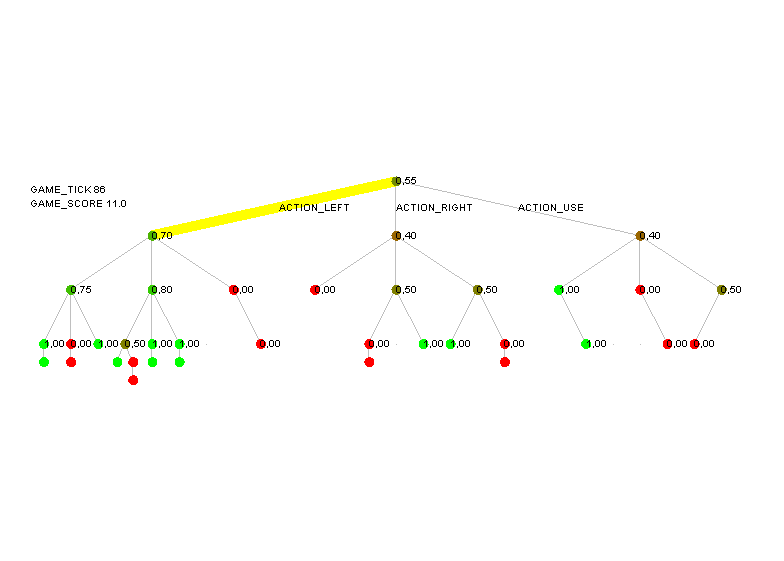 0,55
GAME_TICK 86
GAME_SCORE 11.0
ACTION_LEFT ACTION_RIGHT ACTION_USE
0,70 0,40 0,40
0,75 0,80 0,00 0,00 0,50 0,50 1,00 0,00 0,50
1,00 0,00 1,00 0,50 1,00 1,00 0,00 0,00 1,00 1,00 0,00 1,00 0,00 0,00